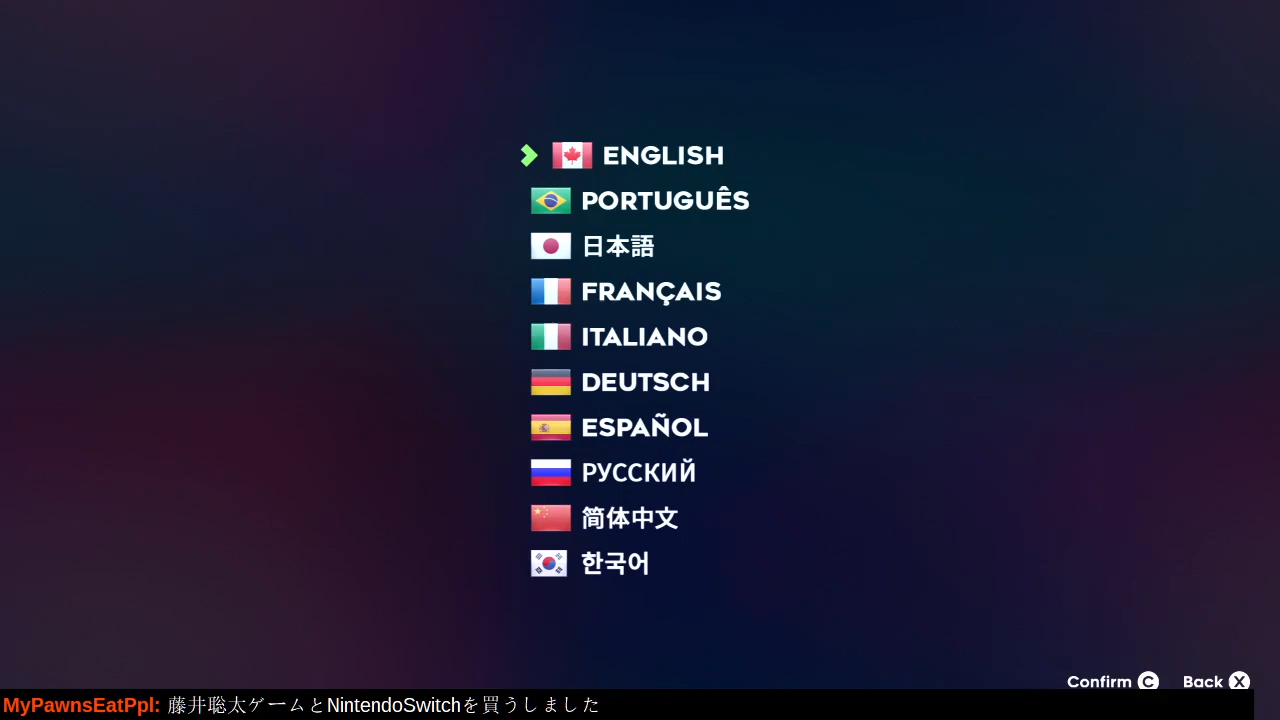 ENGLISH
PORTUGUÊS
日本語
FRANÇAIS
ITALIANO
DEUTSCH
ESPAÑOL
РУССКИЙ
简体中文
한국어
Confirm C Back X
MyPawnsEatPpl: 藤井聡太ゲームとNintendoSwitchを買うしました